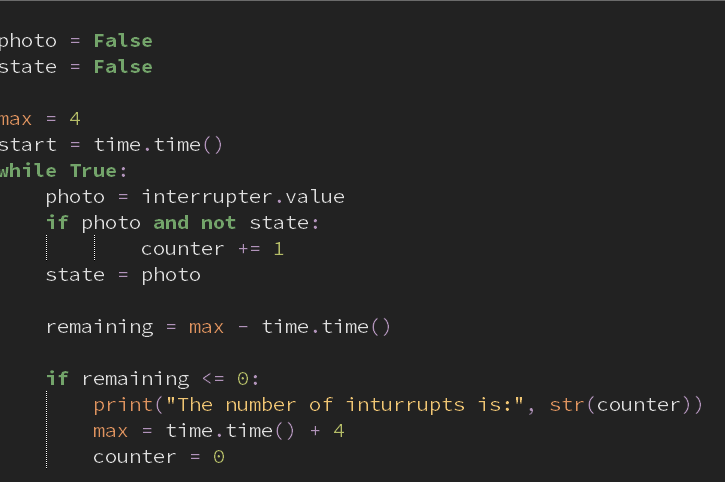 photo = False
state = False
max = 4
start = time.time()
while True:
    photo = interrupter.value
    if photo and not state:
            counter += 1
    state = photo
    remaining = max - time.time()
    if remaining <= 0:
        print("The number of inturrupts is:", str(counter))
        max = time.time() + 4
        counter = 0